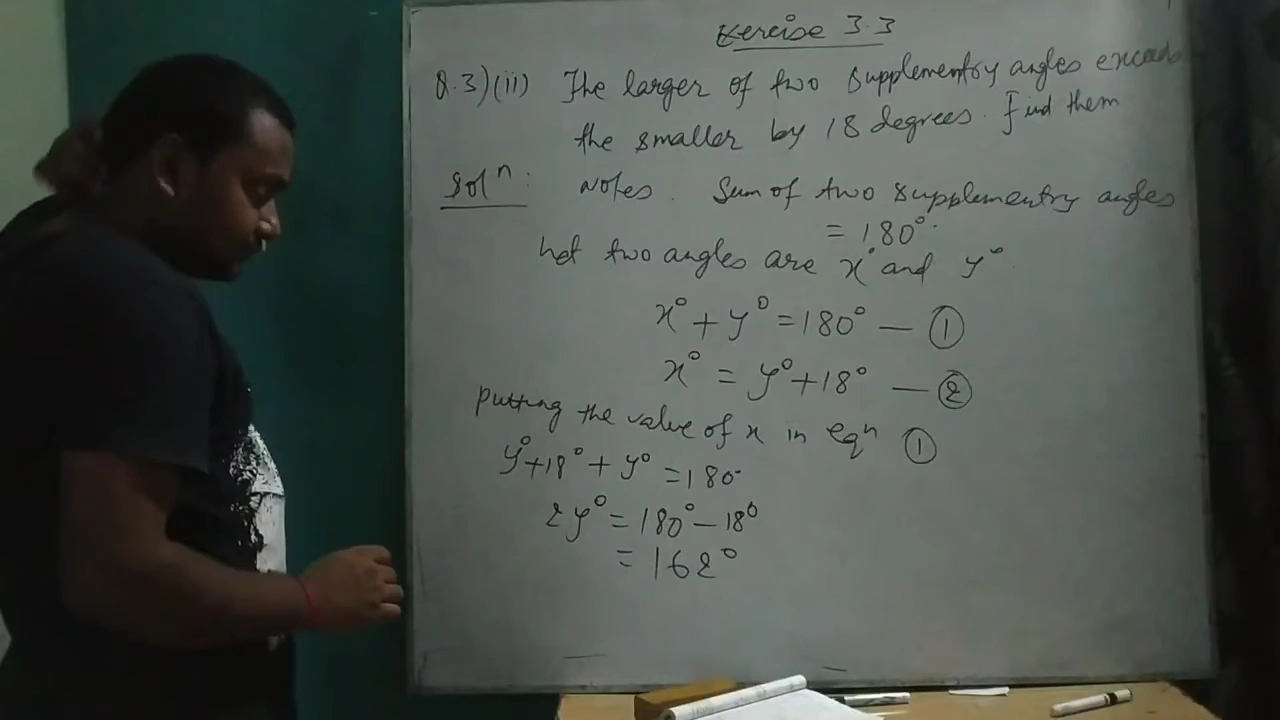 Exercise 3.3
Q.3)(ii) The larger of two supplementry angles exceeds
the smaller by 18 degrees. Find them
Solⁿ: Notes. Sum of two supplementry angles
= 180°.
Let two angles are x° and y°
x° + y° = 180° — ①
x° = y° + 18° — ②
Putting the value of x in eqⁿ ①
y° + 18° + y° = 180°
2y° = 180° − 18°
= 162°